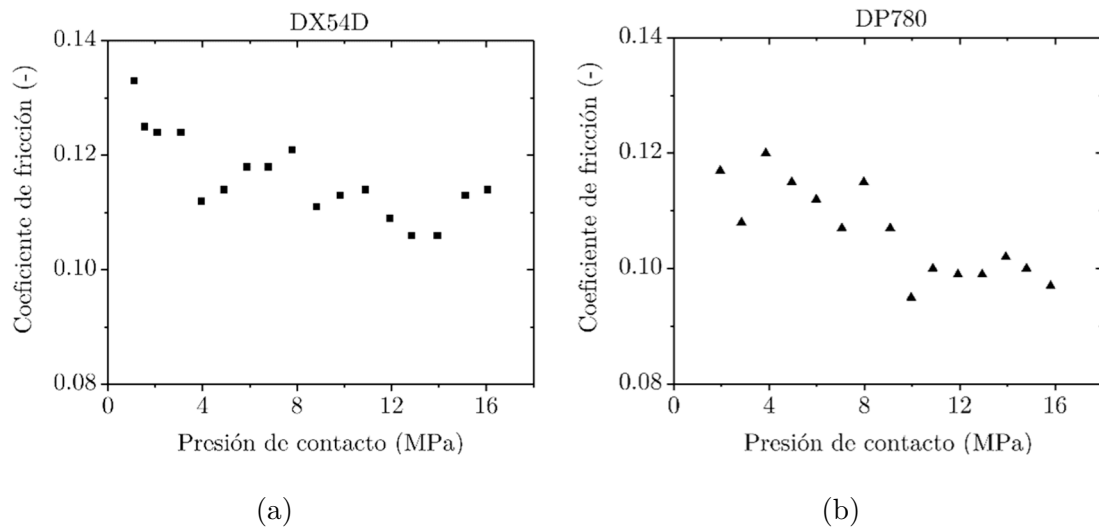 DX54D
0.14
0.12
0.10
0.08
0
4
8
12
16
Coeficiente de fricción (-)
Presión de contacto (MPa)
(a)
DP780
0.14
0.12
0.10
0.08
0
4
8
12
16
Coeficiente de fricción (-)
Presión de contacto (MPa)
(b)